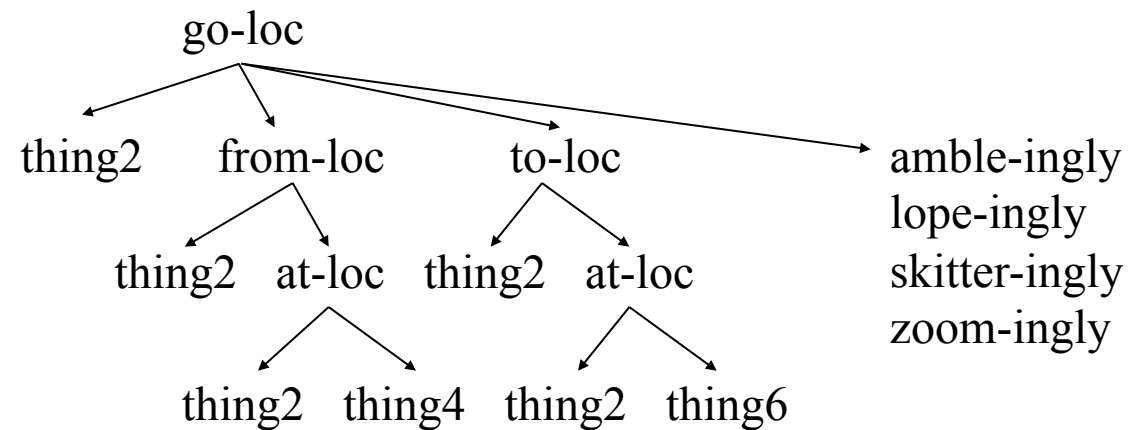 go-loc
thing2 from-loc to-loc amble-ingly
lope-ingly
thing2 at-loc thing2 at-loc skitter-ingly
zoom-ingly
thing2 thing4 thing2 thing6